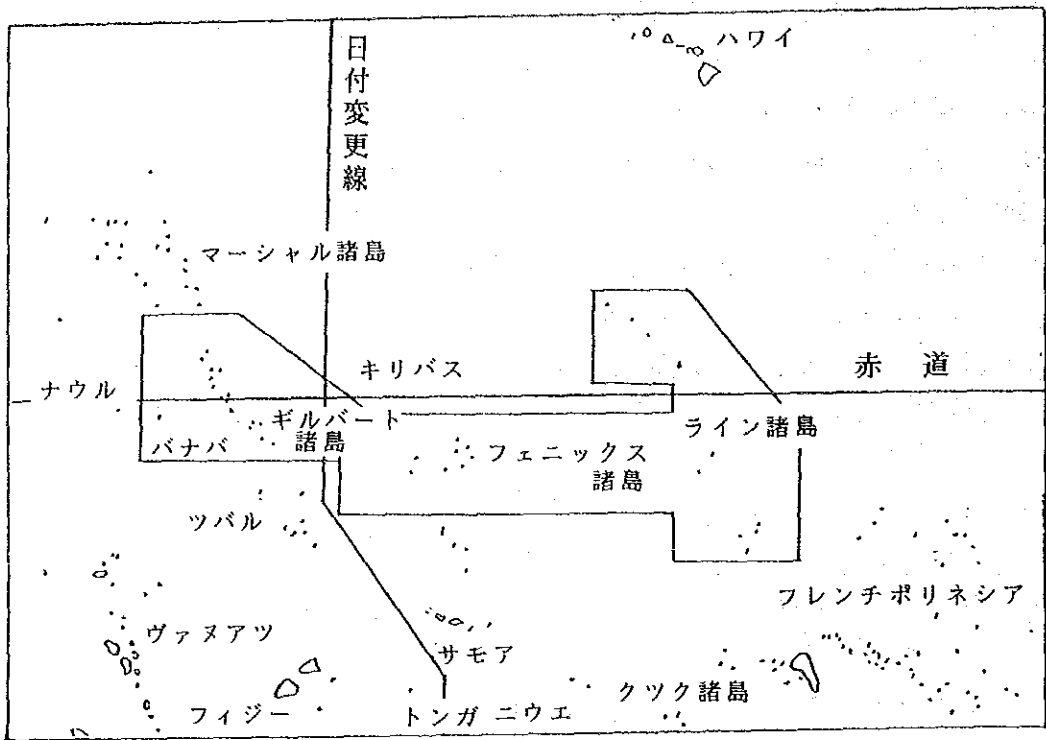 ハワイ
日付変更線
マーシャル諸島
キリバス
赤道
ナウル
ギルバート
諸島
ライン諸島
バナバ
フェニックス
諸島
ツバル
フレンチポリネシア
ヴァヌアツ
サモア
クツク諸島
フィジー
トンガ ニウエ